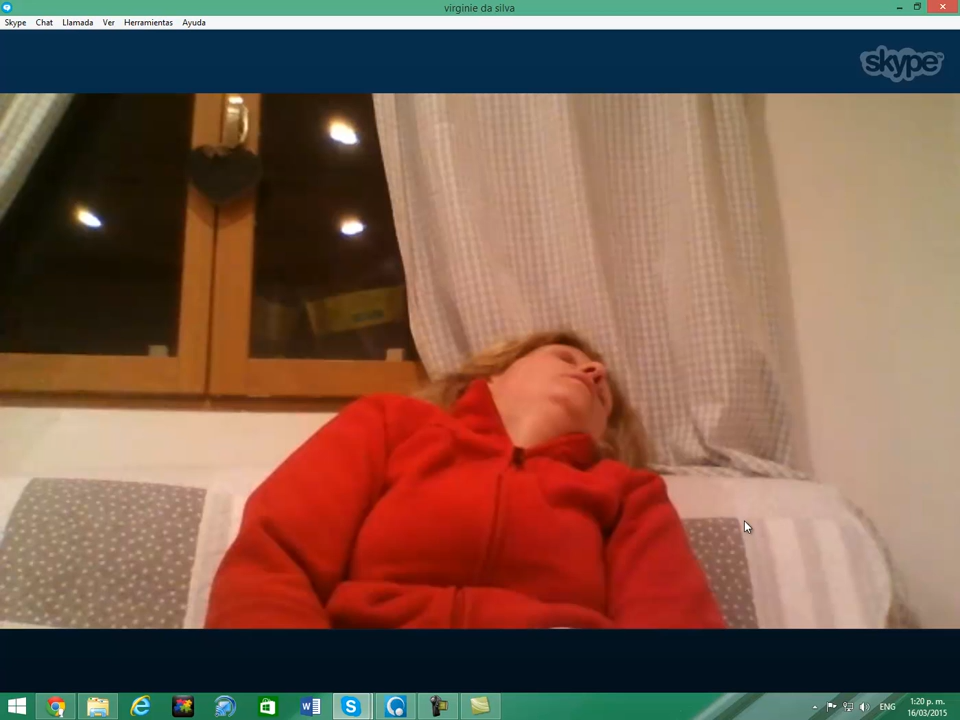 virginie da silva
Skype Chat Llamada Ver Herramientas Ayuda
skype
ENG
1:20 p. m.
16/03/2015